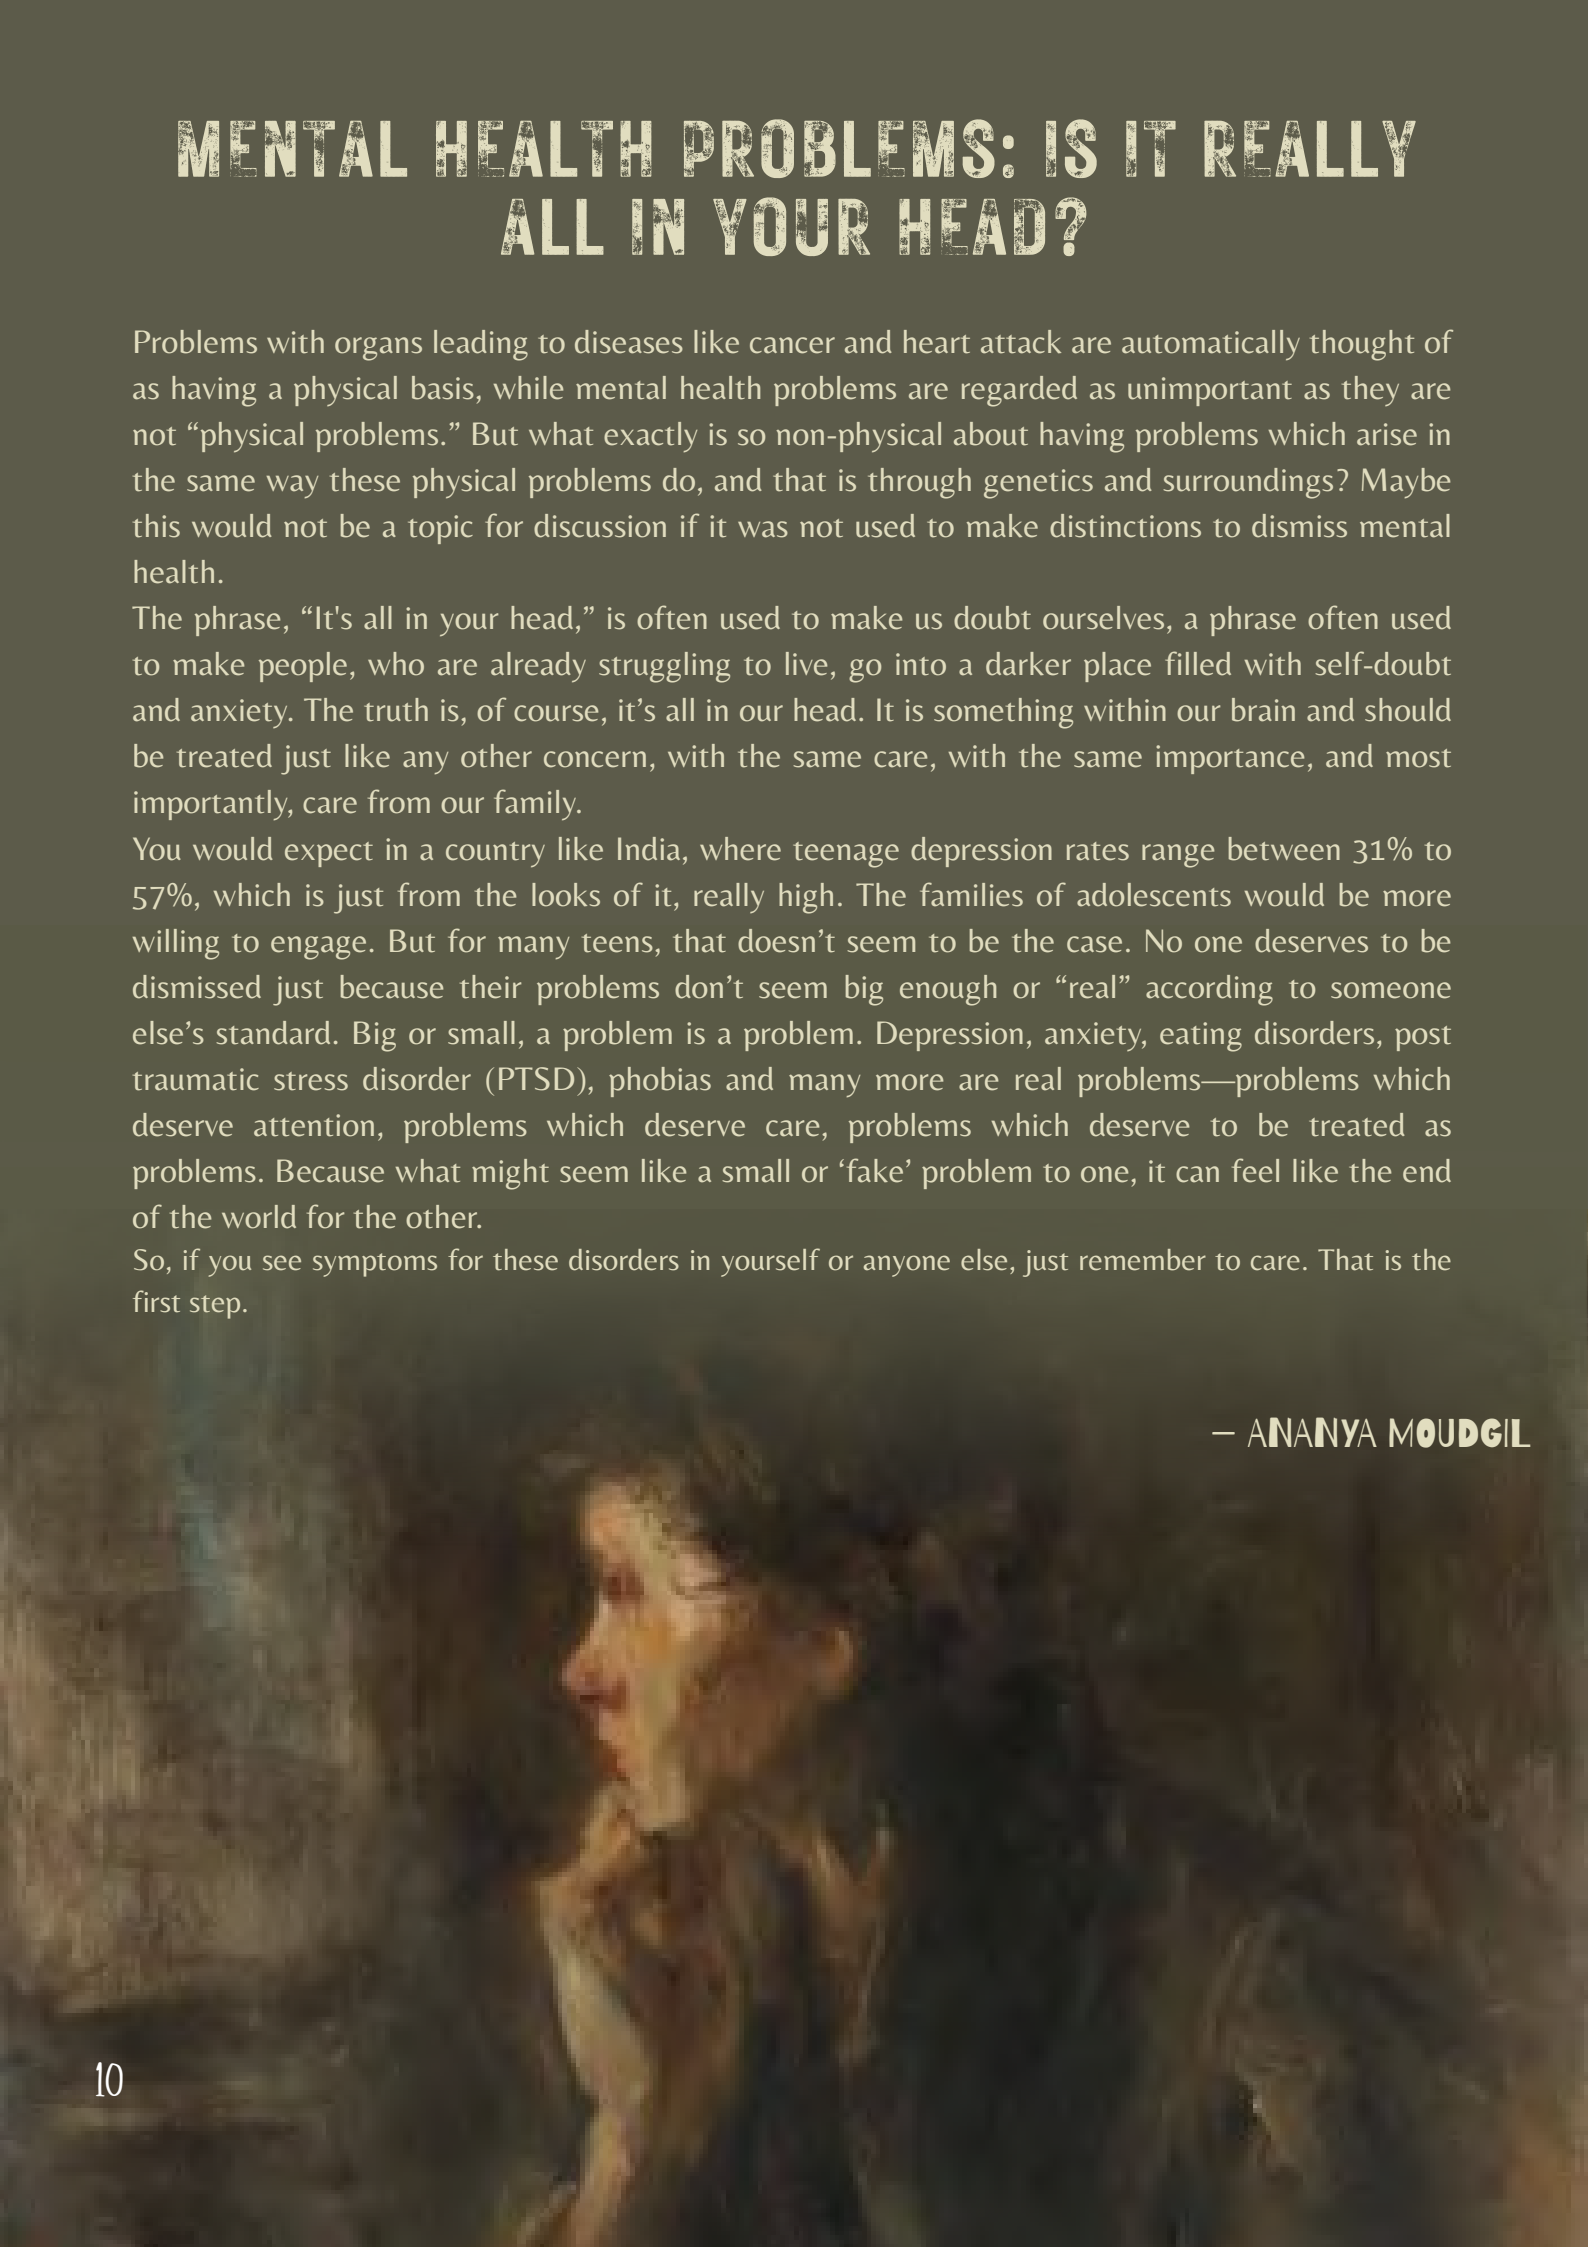 MENTAL HEALTH PROBLEMS: IS IT REALLY
ALL IN YOUR HEAD?
Problems with organs leading to diseases like cancer and heart attack are automatically thought of
as having a physical basis, while mental health problems are regarded as unimportant as they are
not “physical problems.” But what exactly is so non-physical about having problems which arise in
the same way these physical problems do, and that is through genetics and surroundings? Maybe
this would not be a topic for discussion if it was not used to make distinctions to dismiss mental
health.
The phrase, “It's all in your head,” is often used to make us doubt ourselves, a phrase often used
to make people, who are already struggling to live, go into a darker place filled with self-doubt
and anxiety. The truth is, of course, it’s all in our head. It is something within our brain and should
be treated just like any other concern, with the same care, with the same importance, and most
importantly, care from our family.
You would expect in a country like India, where teenage depression rates range between 31% to
57%, which is just from the looks of it, really high. The families of adolescents would be more
willing to engage. But for many teens, that doesn’t seem to be the case. No one deserves to be
dismissed just because their problems don’t seem big enough or “real” according to someone
else’s standard. Big or small, a problem is a problem. Depression, anxiety, eating disorders, post
traumatic stress disorder (PTSD), phobias and many more are real problems—problems which
deserve attention, problems which deserve care, problems which deserve to be treated as
problems. Because what might seem like a small or ‘fake’ problem to one, it can feel like the end
of the world for the other.
So, if you see symptoms for these disorders in yourself or anyone else, just remember to care. That is the
first step.
– ANANYA MOUDGIL
10